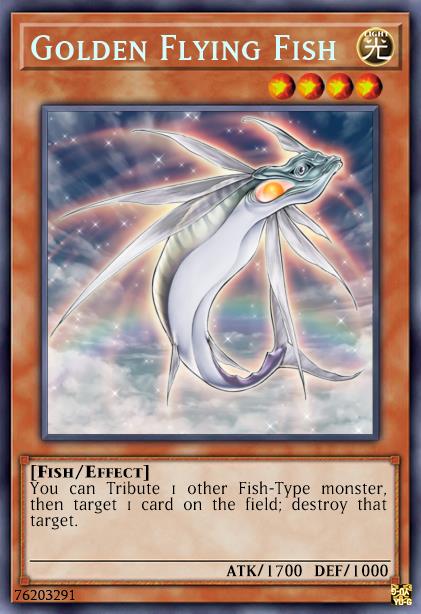 GOLDEN FLYING FISH
LIGHT
光
[FISH/EFFECT]
You can Tribute 1 other Fish-Type monster,
then target 1 card on the field; destroy that
target.
ATK/1700 DEF/1000
76203291